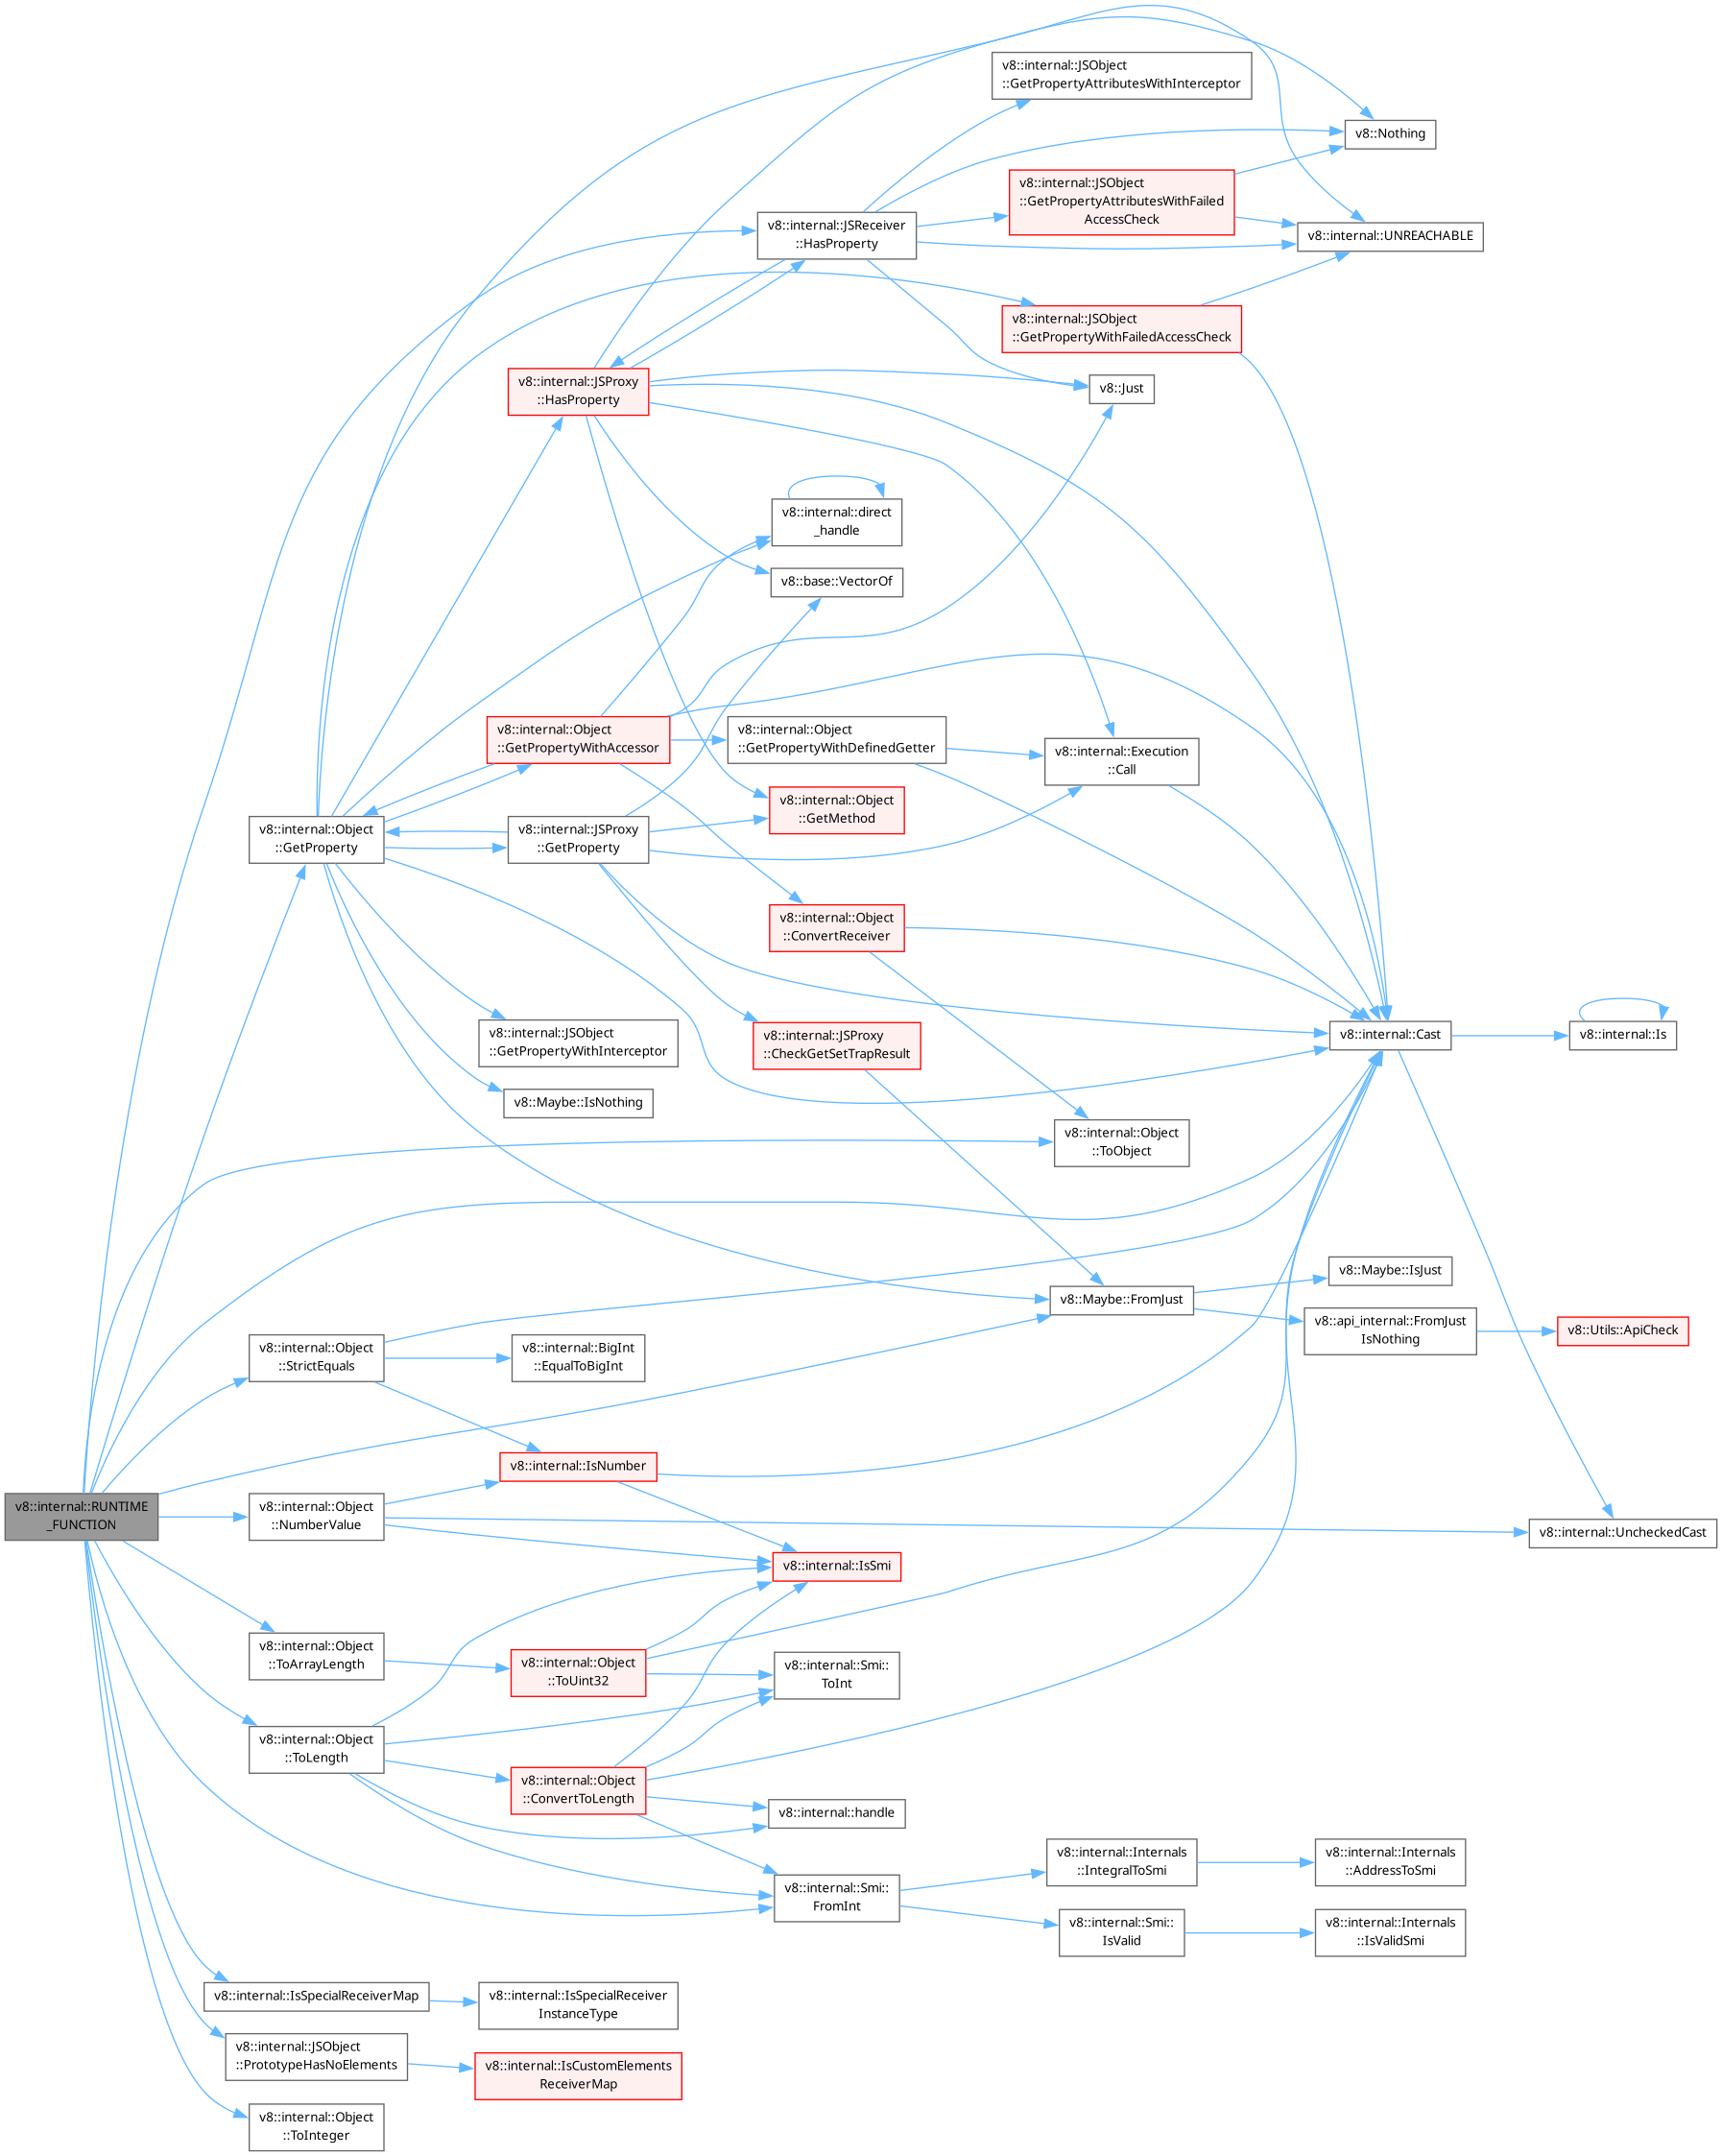 v8::internal::JSObject
::GetPropertyAttributesWithInterceptor
v8::Nothing
v8::internal::JSObject
::GetPropertyAttributesWithFailed
AccessCheck
v8::internal::JSReceiver
::HasProperty
v8::internal::UNREACHABLE
v8::internal::JSObject
::GetPropertyWithFailedAccessCheck
v8::internal::JSProxy
::HasProperty
v8::Just
v8::internal::direct
_handle
v8::base::VectorOf
v8::internal::Object
::GetPropertyWithAccessor
v8::internal::Object
::GetPropertyWithDefinedGetter
v8::internal::Execution
::Call
v8::internal::Object
::GetMethod
v8::internal::Object
::GetProperty
v8::internal::JSProxy
::GetProperty
v8::internal::Object
::ConvertReceiver
v8::internal::JSObject
::GetPropertyWithInterceptor
v8::internal::JSProxy
::CheckGetSetTrapResult
v8::internal::Cast
v8::internal::Is
v8::Maybe::IsNothing
v8::internal::Object
::ToObject
v8::Maybe::IsJust
v8::Maybe::FromJust
v8::api_internal::FromJust
IsNothing
v8::Utils::ApiCheck
v8::internal::Object
::StrictEquals
v8::internal::BigInt
::EqualToBigInt
v8::internal::IsNumber
v8::internal::RUNTIME
_FUNCTION
v8::internal::Object
::NumberValue
v8::internal::UncheckedCast
v8::internal::IsSmi
v8::internal::Object
::ToArrayLength
v8::internal::Object
::ToUint32
v8::internal::Smi::
ToInt
v8::internal::Object
::ToLength
v8::internal::Object
::ConvertToLength
v8::internal::handle
v8::internal::Smi::
FromInt
v8::internal::Internals
::IntegralToSmi
v8::internal::Internals
::AddressToSmi
v8::internal::Smi::
IsValid
v8::internal::Internals
::IsValidSmi
v8::internal::IsSpecialReceiverMap
v8::internal::IsSpecialReceiver
InstanceType
v8::internal::JSObject
::PrototypeHasNoElements
v8::internal::IsCustomElements
ReceiverMap
v8::internal::Object
::ToInteger